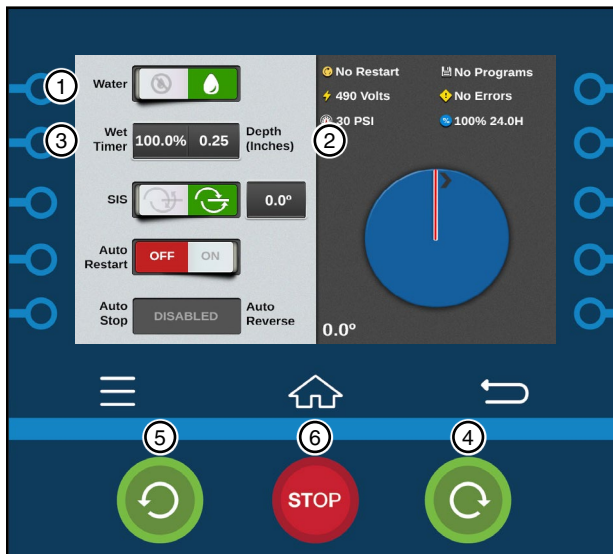 1 Water
3 Wet Timer 100.0% 0.25 Depth (Inches) 2
SIS 0.0º
Auto Restart OFF ON
Auto Stop DISABLED Auto Reverse
No Restart No Programs
490 Volts No Errors
30 PSI 100% 24.0H
0.0º
5 6 4
STOP